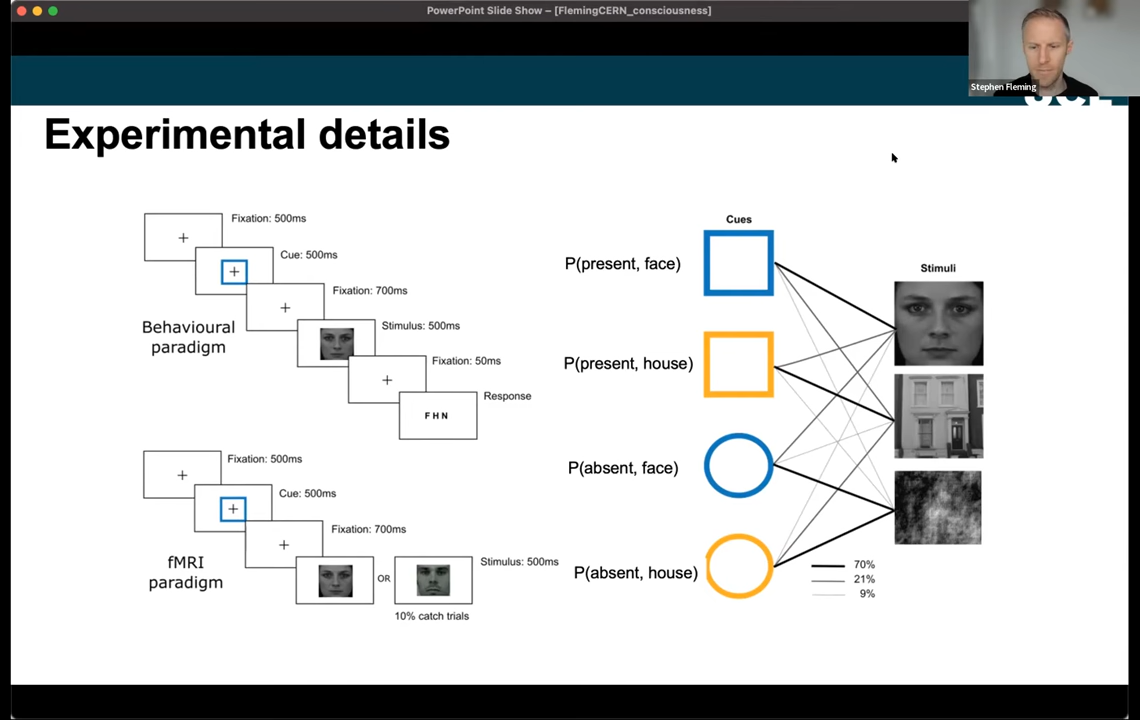 PowerPoint Slide Show – [FlemingCERN_consciousness]
Stephen Fleming
Experimental details
Fixation: 500ms
Cue: 500ms
Fixation: 700ms
Stimulus: 500ms
Fixation: 50ms
Response
F H N
Behavioural
paradigm
Fixation: 500ms
Cue: 500ms
Fixation: 700ms
Stimulus: 500ms
OR
10% catch trials
fMRI
paradigm
Cues
Stimuli
P(present, face)
P(present, house)
P(absent, face)
P(absent, house)
70%
21%
9%